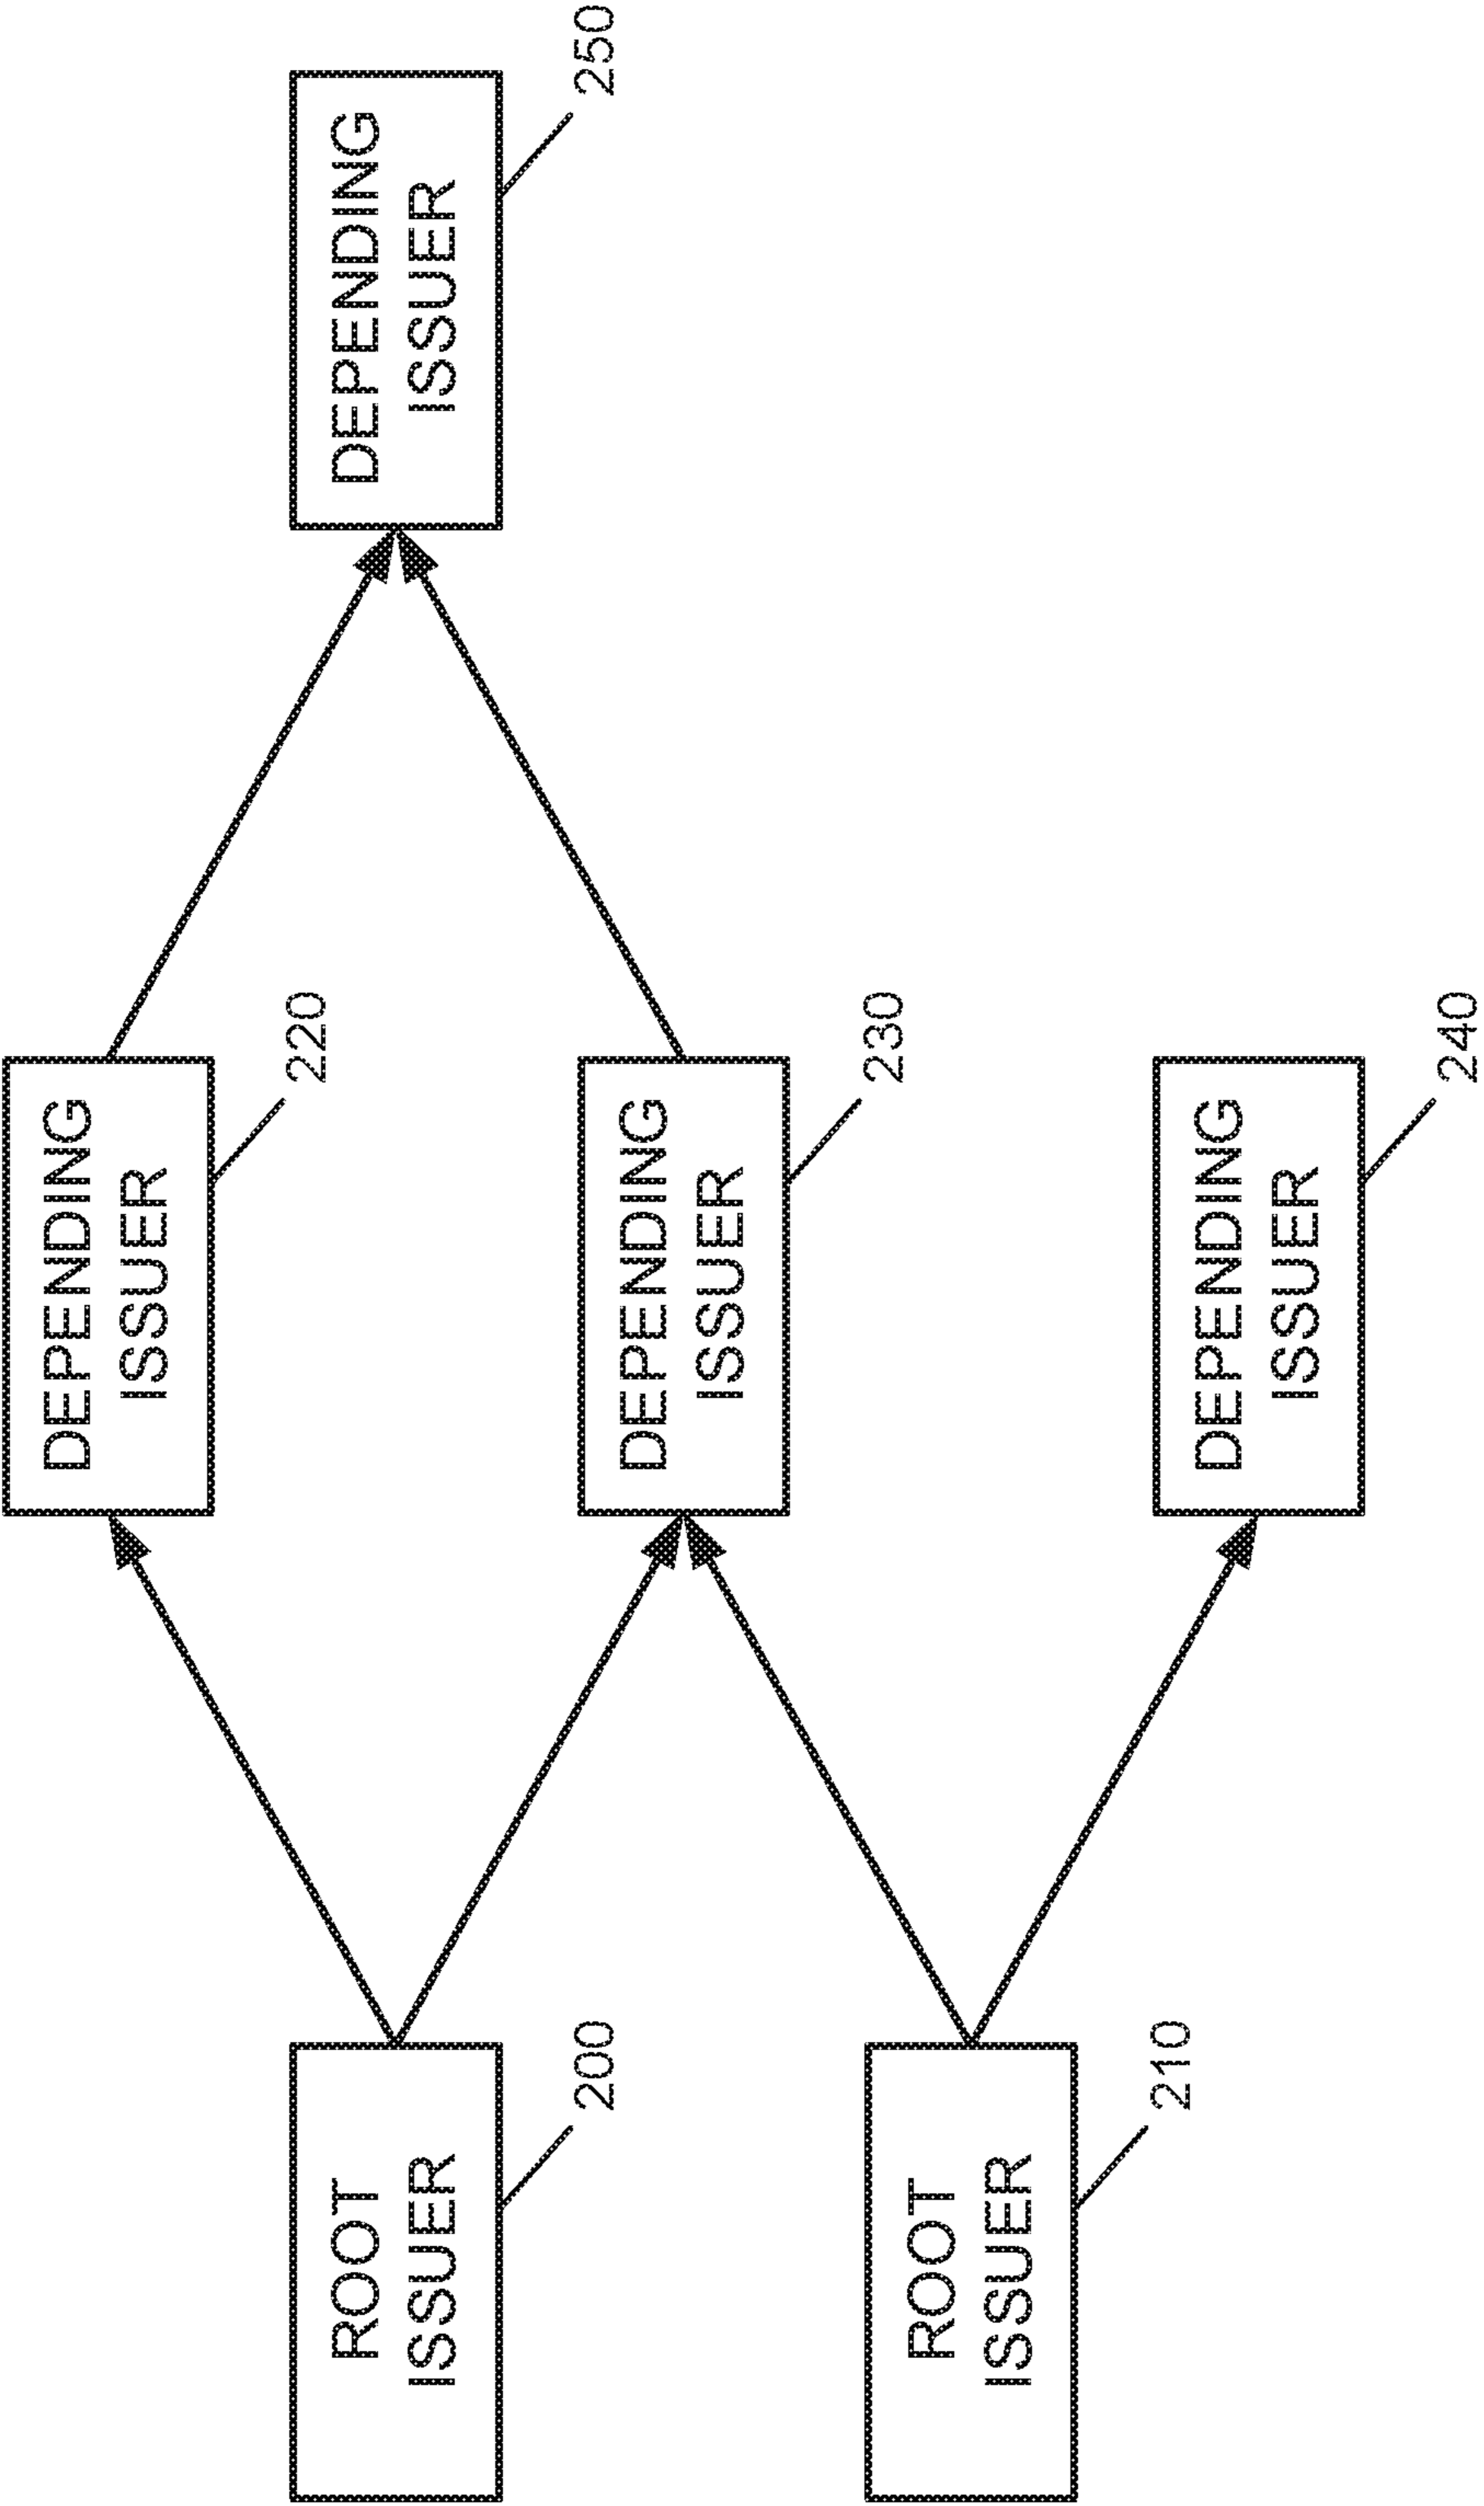 ROOT
ISSUER
200
DEPENDING
ISSUER
220
DEPENDING
ISSUER
250
DEPENDING
ISSUER
230
ROOT
ISSUER
210
DEPENDING
ISSUER
240